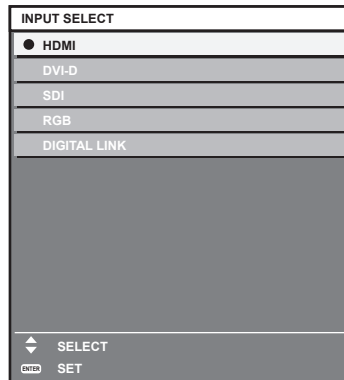 INPUT SELECT
HDMI
DVI-D
SDI
RGB
DIGITAL LINK
SELECT
ENTER SET